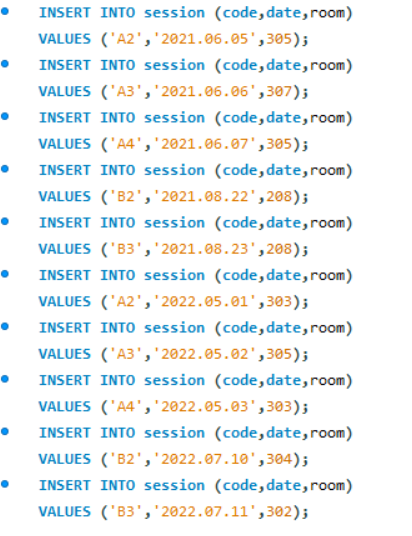 INSERT INTO session (code,date,room)
VALUES ('A2','2021.06.05',305);
INSERT INTO session (code,date,room)
VALUES ('A3','2021.06.06',307);
INSERT INTO session (code,date,room)
VALUES ('A4','2021.06.07',305);
INSERT INTO session (code,date,room)
VALUES ('B2','2021.08.22',208);
INSERT INTO session (code,date,room)
VALUES ('B3','2021.08.23',208);
INSERT INTO session (code,date,room)
VALUES ('A2','2022.05.01',303);
INSERT INTO session (code,date,room)
VALUES ('A3','2022.05.02',305);
INSERT INTO session (code,date,room)
VALUES ('A4','2022.05.03',303);
INSERT INTO session (code,date,room)
VALUES ('B2','2022.07.10',304);
INSERT INTO session (code,date,room)
VALUES ('B3','2022.07.11',302);